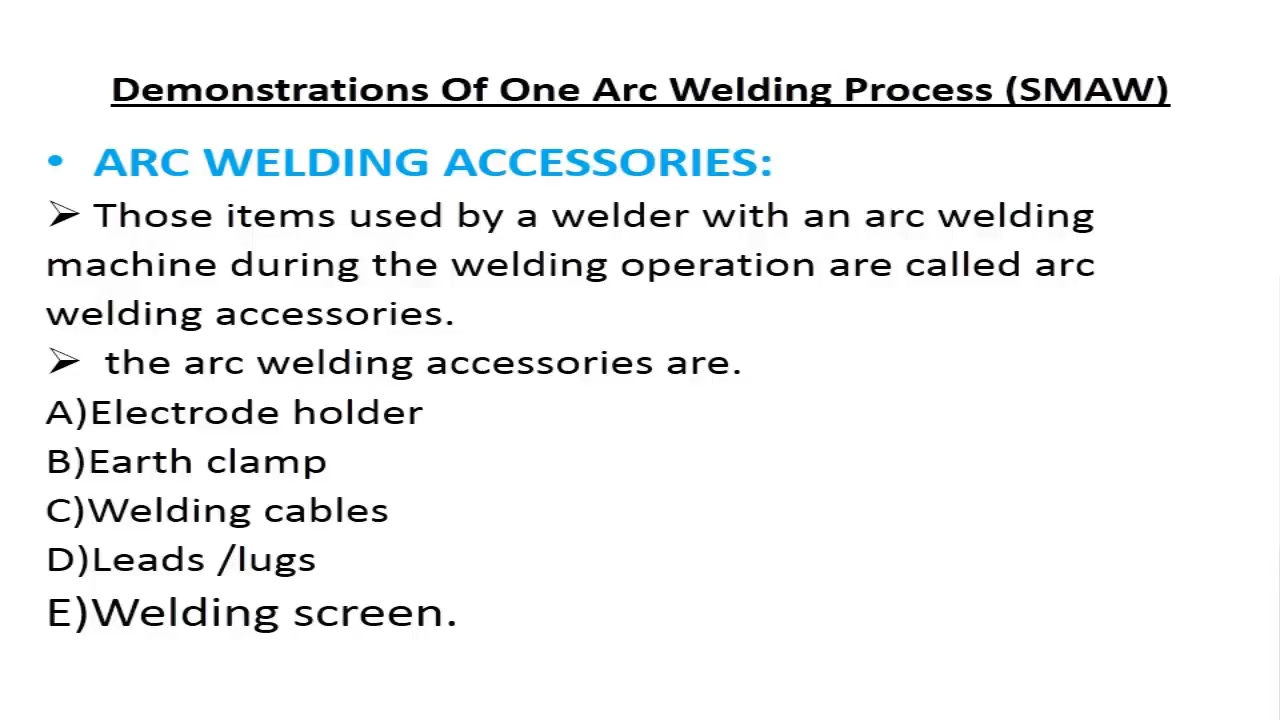 Demonstrations Of One Arc Welding Process (SMAW)
• ARC WELDING ACCESSORIES:
➢ Those items used by a welder with an arc welding
machine during the welding operation are called arc
welding accessories.
➢ the arc welding accessories are.
A)Electrode holder
B)Earth clamp
C)Welding cables
D)Leads /lugs
E)Welding screen.